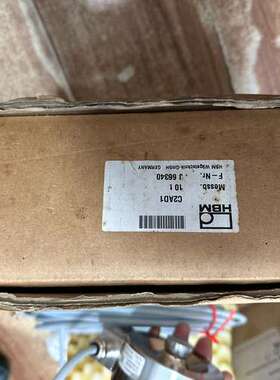 HBM
C2AD1
Messb. 10 t
F-Nr. J 66340
HBM Wägetechnik GmbH GERMANY